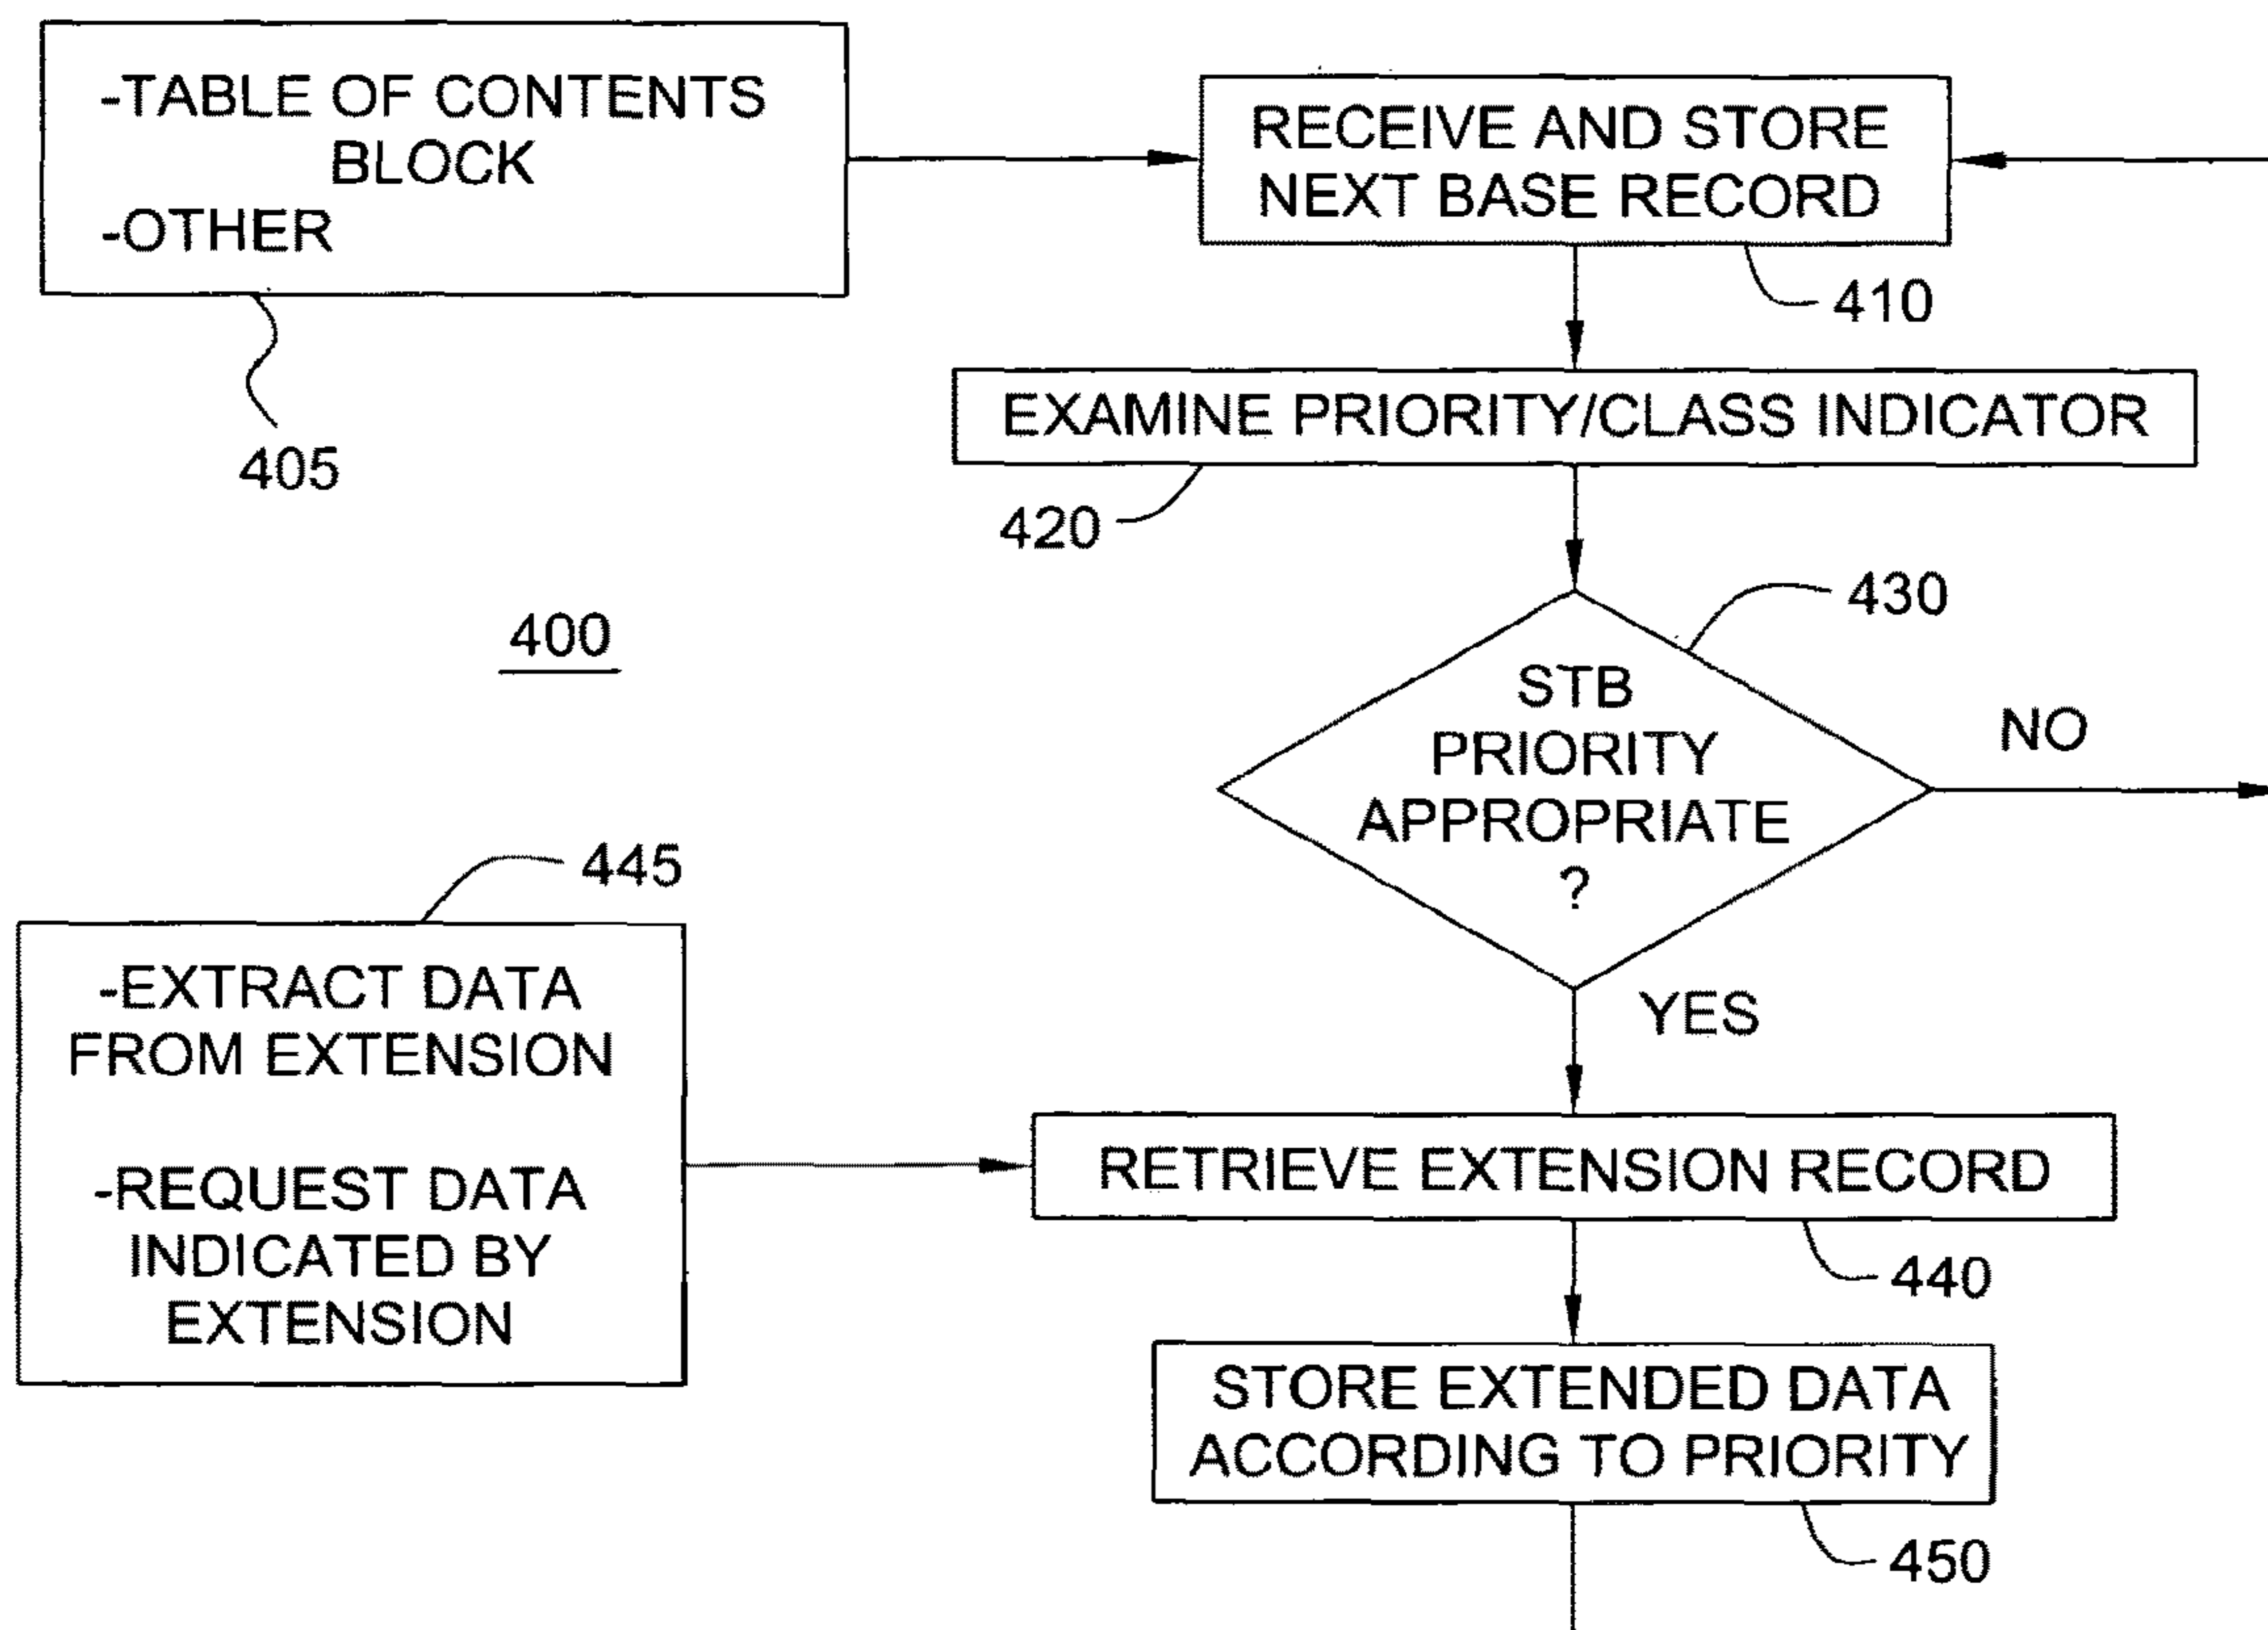 -TABLE OF CONTENTS
BLOCK
-OTHER
405
RECEIVE AND STORE
NEXT BASE RECORD
410
EXAMINE PRIORITY/CLASS INDICATOR
420
400
430
STB
PRIORITY
APPROPRIATE
?
NO
YES
445
-EXTRACT DATA
FROM EXTENSION
-REQUEST DATA
INDICATED BY
EXTENSION
RETRIEVE EXTENSION RECORD
440
STORE EXTENDED DATA
ACCORDING TO PRIORITY
450